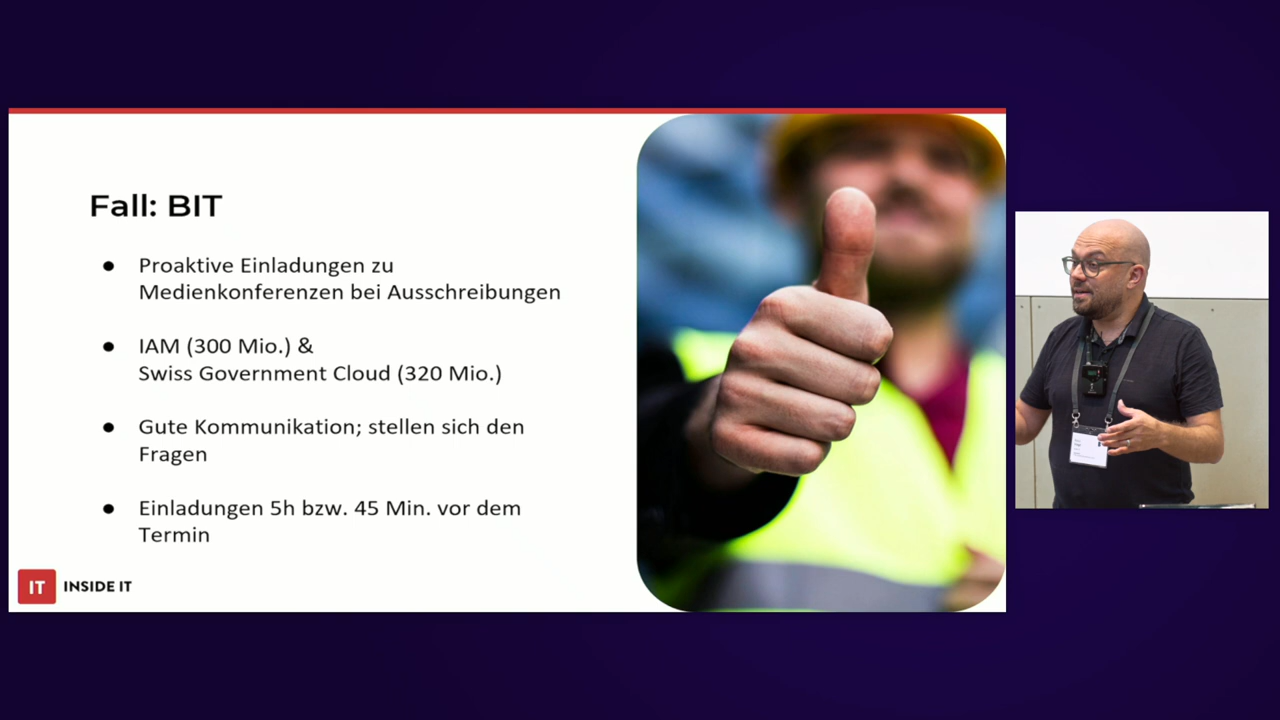 Fall: BIT
● Proaktive Einladungen zu
Medienkonferenzen bei Ausschreibungen
● IAM (300 Mio.) &
Swiss Government Cloud (320 Mio.)
● Gute Kommunikation; stellen sich den
Fragen
● Einladungen 5h bzw. 45 Min. vor dem
Termin
IT INSIDE IT